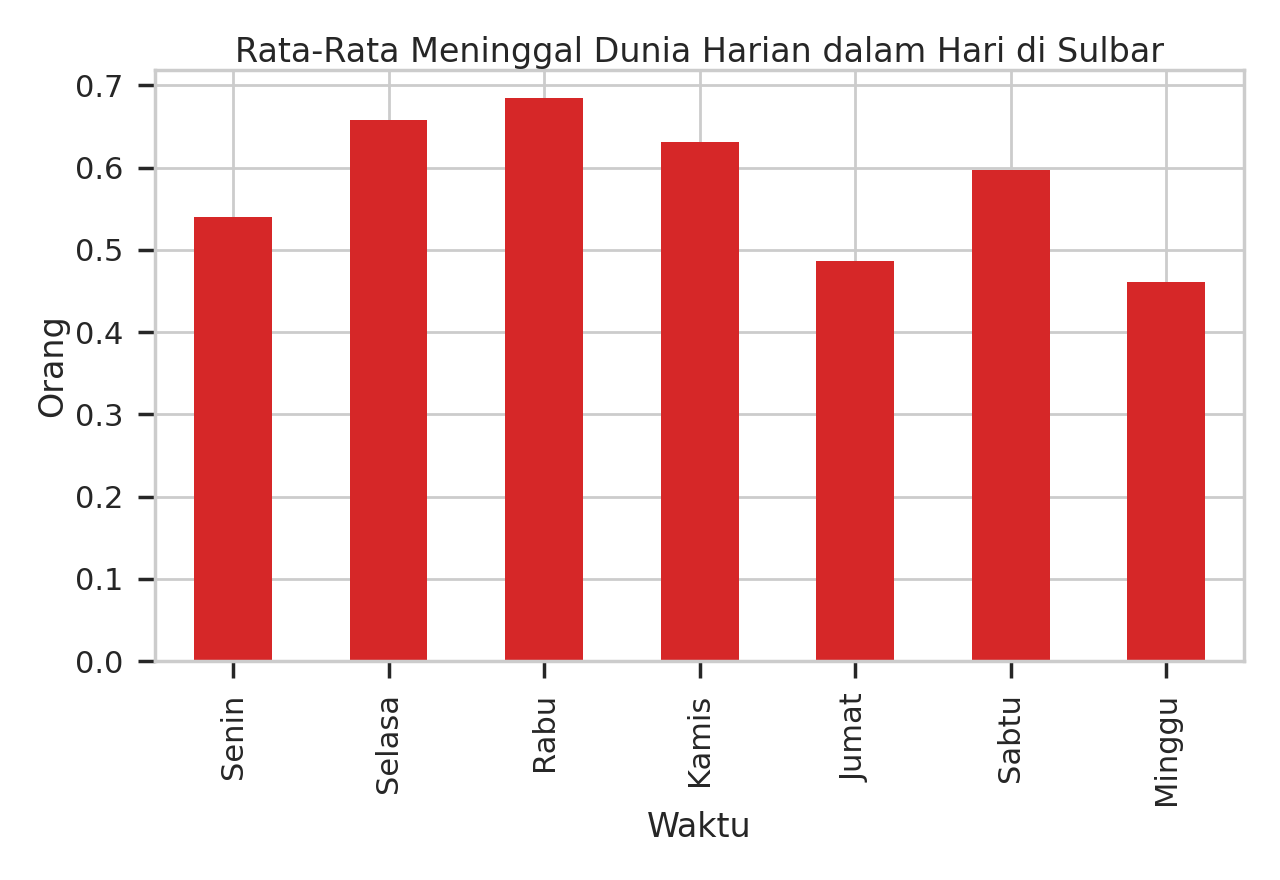 Rata-Rata Meninggal Dunia Harian dalam Hari di Sulbar
0.7
0.6
0.5
0.4
0.3
0.2
0.1
0.0
Orang
Senin
Selasa
Rabu
Kamis
Jumat
Sabtu
Minggu
Waktu